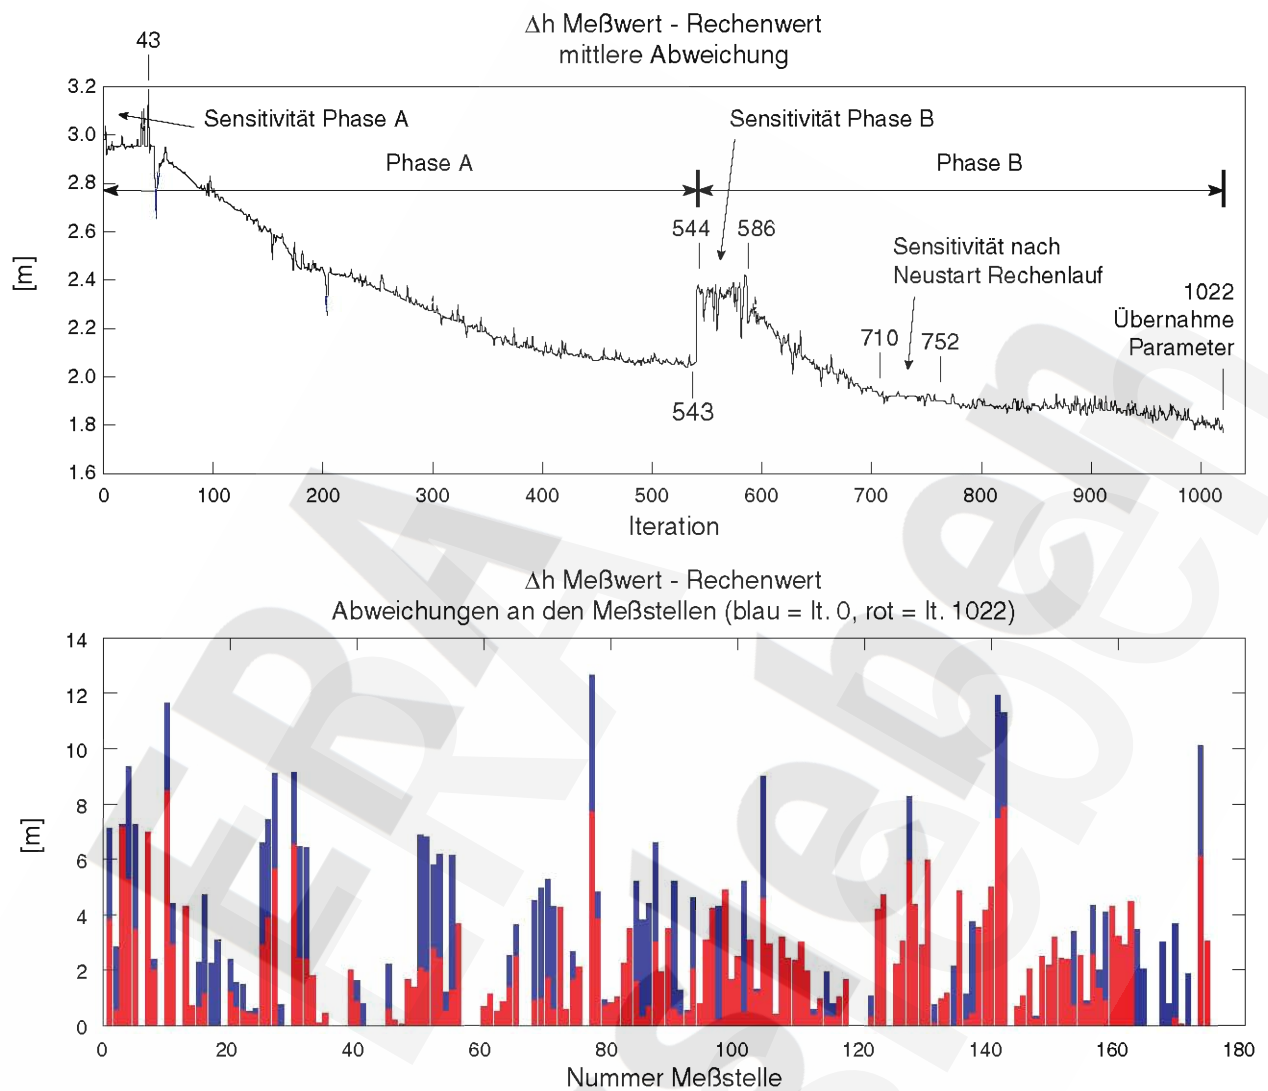 Δh Meßwert - Rechenwert
mittlere Abweichung
43
3.2
3.0
2.8
2.6
2.4
2.2
2.0
1.8
1.6
[m]
Sensitivität Phase A
Sensitivität Phase B
Phase A
Phase B
544
586
Sensitivität nach
Neustart Rechenlauf
1022
Übernahme
Parameter
710
752
543
0 100 200 300 400 500 600 700 800 900 1000
Iteration
Δh Meßwert - Rechenwert
Abweichungen an den Meßstellen (blau = It. 0, rot = It. 1022)
14
12
10
8
6
4
2
0
[m]
0 20 40 60 80 100 120 140 160 180
Nummer Meßstelle